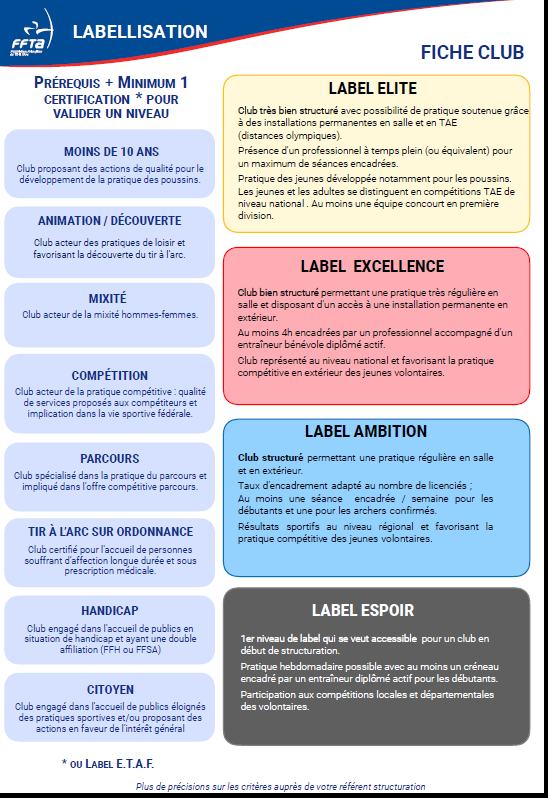 FFTA
LABELLISATION
FICHE CLUB
PRÉREQUIS + MINIMUM 1
CERTIFICATION * POUR
VALIDER UN NIVEAU
MOINS DE 10 ANS
Club proposant des actions de qualité pour le
développement de la pratique des poussins.
ANIMATION / DÉCOUVERTE
Club acteur des pratiques de loisir et
favorisant la découverte du tir à l'arc.
MIXITÉ
Club acteur de la mixité hommes-femmes.
COMPÉTITION
Club acteur de la pratique compétitive : qualité
de services proposés aux compétiteurs et
implication dans la vie sportive fédérale.
PARCOURS
Club spécialisé dans la pratique du parcours et
impliqué dans l'offre compétitive parcours.
TIR À L'ARC SUR ORDONNANCE
Club certifié pour l'accueil de personnes
souffrant d'affection longue durée et sous
prescription médicale.
HANDICAP
Club engagé dans l'accueil de publics en
situation de handicap et ayant une double
affiliation (FFH ou FFSA)
CITOYEN
Club engagé dans l'accueil de publics éloignés
des pratiques sportives et/ou proposant des
actions en faveur de l'intérêt général
* OU LABEL E.T.A.F.
LABEL ELITE
Club très bien structuré avec possibilité de pratique soutenue grâce
à des installations permanentes en salle et en TAE
(distances olympiques).
Présence d'un professionnel à temps plein (ou équivalent) pour
un maximum de séances encadrées.
Pratique des jeunes développée notamment pour les poussins.
Les jeunes et les adultes se distinguent en compétitions TAE de
niveau national . Au moins une équipe concourt en première
division.
LABEL EXCELLENCE
Club bien structuré permettant une pratique très régulière en
salle et disposant d'un accès à une installation permanente en
extérieur.
Au moins 4h encadrées par un professionnel accompagné d'un
entraîneur bénévole diplômé actif.
Club représenté au niveau national et favorisant la pratique
compétitive en extérieur des jeunes volontaires.
LABEL AMBITION
Club structuré permettant une pratique régulière en salle
et en extérieur.
Taux d'encadrement adapté au nombre de licenciés ;
Au moins une séance encadrée / semaine pour les
débutants et une pour les archers confirmés.
Résultats sportifs au niveau régional et favorisant la
pratique compétitive des jeunes volontaires.
LABEL ESPOIR
1er niveau de label qui se veut accessible pour un club en
début de structuration.
Pratique hebdomadaire possible avec au moins un créneau
encadré par un entraîneur diplômé actif pour les débutants.
Participation aux compétitions locales et départementales
des volontaires.
Plus de précisions sur les critères auprès de votre référent structuration